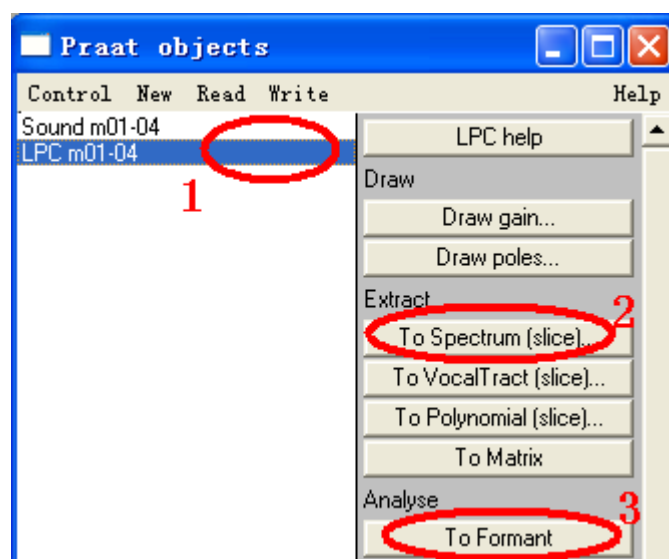 Praat objects
Control New Read Write Help
Sound m01-04
LPC m01-04
1
LPC help
Draw
Draw gain...
Draw poles...
Extract
2
To Spectrum (slice)...
To VocalTract (slice)...
To Polynomial (slice)...
To Matrix
Analyse
3
To Formant